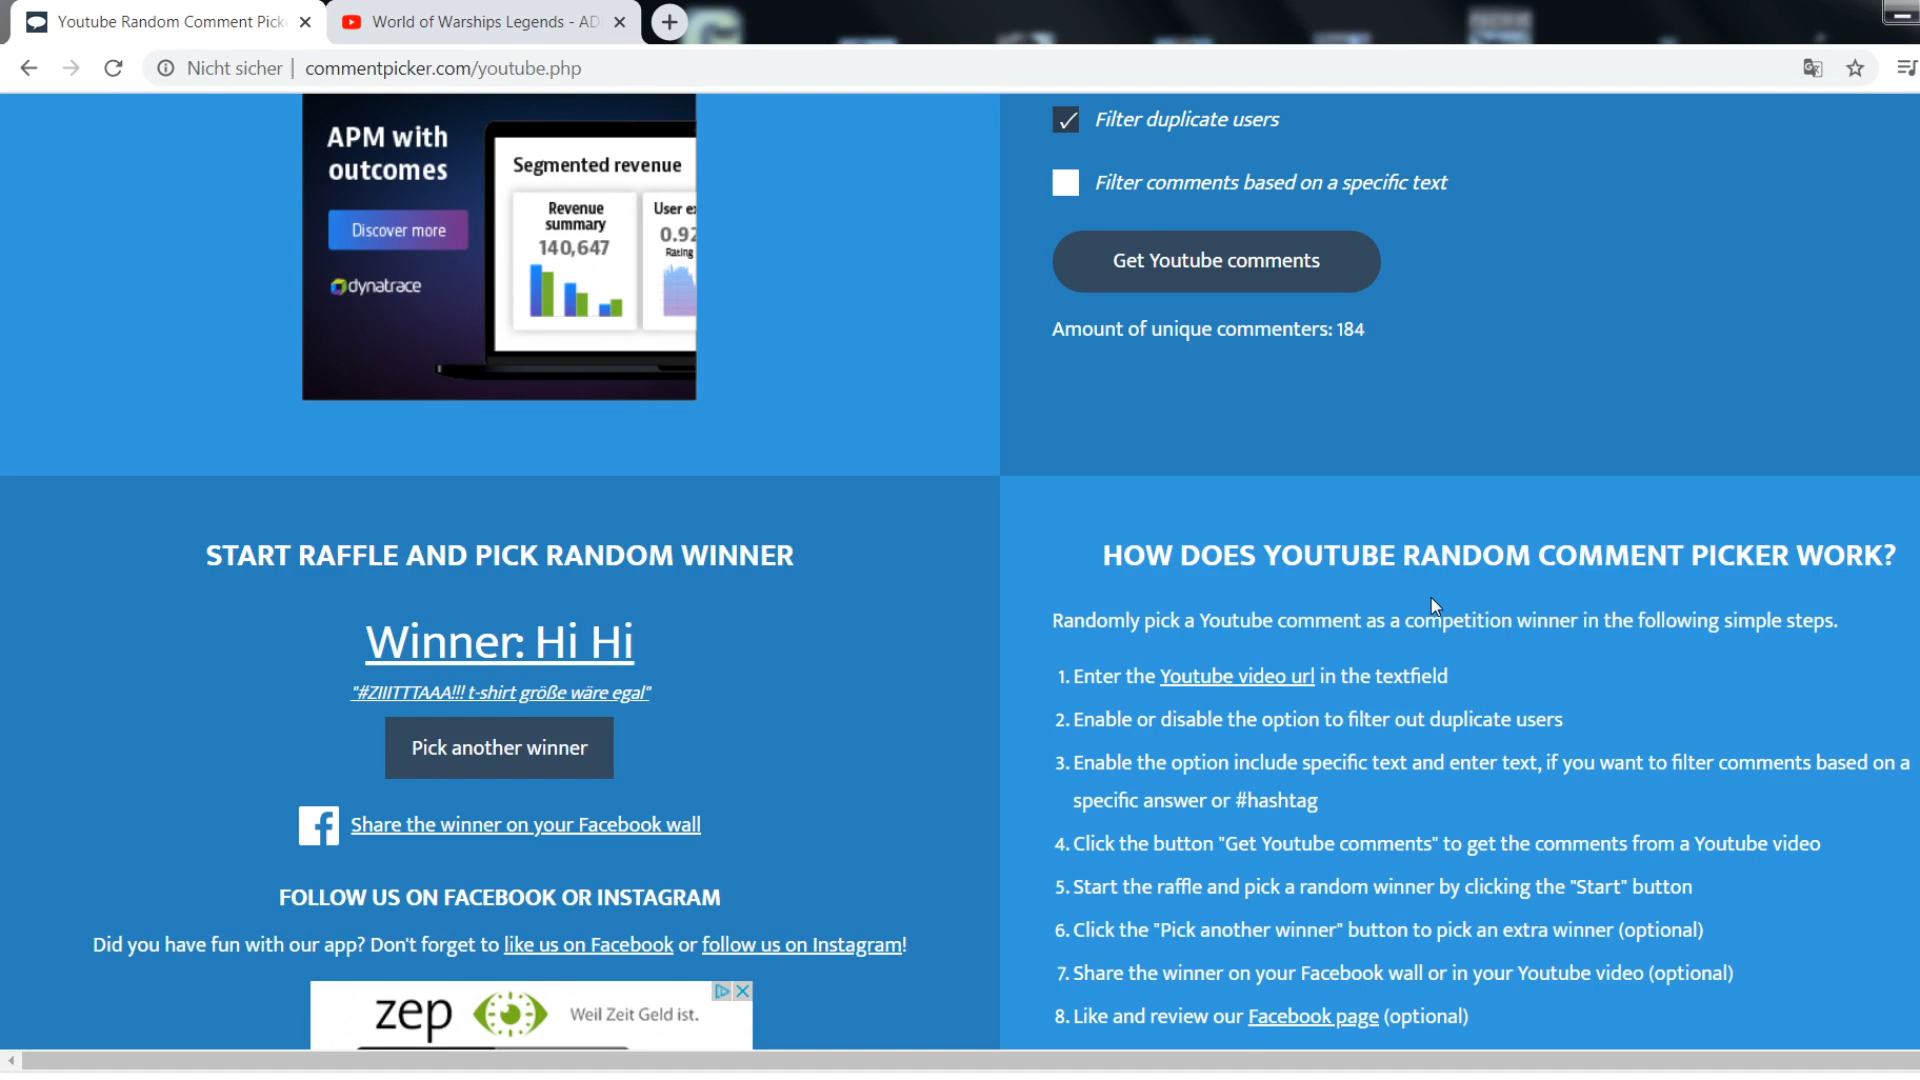 Youtube Random Comment Pick
World of Warships Legends - AD
Nicht sicher | commentpicker.com/youtube.php
APM with
outcomes
Discover more
dynatrace
Segmented revenue
Revenue
summary
140,647
User ex
0.92
Rating
Filter duplicate users
Filter comments based on a specific text
Get Youtube comments
Amount of unique commenters: 184
START RAFFLE AND PICK RANDOM WINNER
Winner: Hi Hi
"#ZIIITTTAAA!!! t-shirt größe wäre egal"
Pick another winner
Share the winner on your Facebook wall
FOLLOW US ON FACEBOOK OR INSTAGRAM
Did you have fun with our app? Don't forget to like us on Facebook or follow us on Instagram!
zep
Weil Zeit Geld ist.
HOW DOES YOUTUBE RANDOM COMMENT PICKER WORK?
Randomly pick a Youtube comment as a competition winner in the following simple steps.
1. Enter the Youtube video url in the textfield
2. Enable or disable the option to filter out duplicate users
3. Enable the option include specific text and enter text, if you want to filter comments based on a
specific answer or #hashtag
4. Click the button "Get Youtube comments" to get the comments from a Youtube video
5. Start the raffle and pick a random winner by clicking the "Start" button
6. Click the "Pick another winner" button to pick an extra winner (optional)
7. Share the winner on your Facebook wall or in your Youtube video (optional)
8. Like and review our Facebook page (optional)